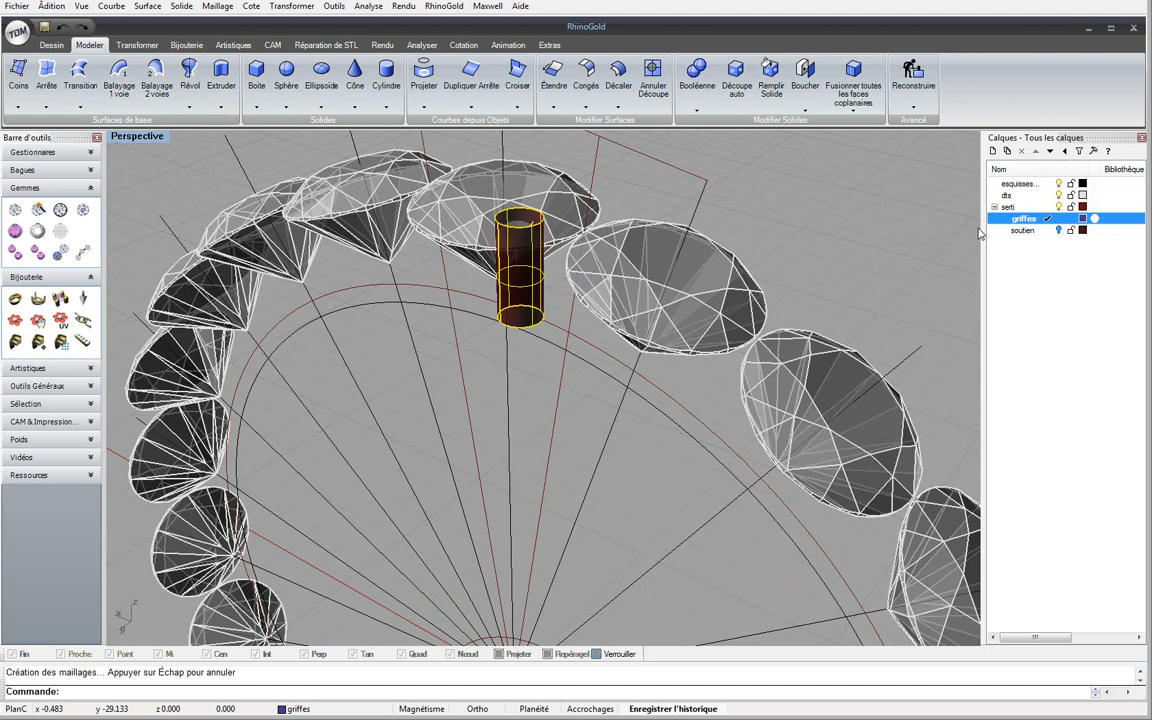 Fichier Ãdition Vue Courbe Surface Solide Maillage Cote Transformer Outils Analyse Rendu RhinoGold Maxwell Aide
TDM
RhinoGold
Dessin Modeler Transformer Bijouterie Artistiques CAM Réparation de STL Rendu Analyser Cotation Animation Extras
Coins Arrête Transition Balayage 1 voie Balayage 2 voies Révol Extruder Boîte Sphère Ellipsoide Cône Cylindre Projeter Dupliquer Arrête Croiser Étendre Congés Décaler Annuler Découpe Booléenne Découpe auto Remplir Solide Boucher Fusionner toutes les faces coplanaires Reconstruire
Surfaces de base Solides Courbes depuis Objets Modifier Surfaces Modifier Solides Avancé
Barre d'outils
Gestionnaires
Bagues
Gemmes
Bijouterie
UV
Artistiques
Outils Généraux
Sélection
CAM & Impression...
Poids
Vidéos
Ressources
Perspective
z
x
y
Calques - Tous les calques
Nom Bibliothèque
esquisses...
dts
serti
griffes
soutien
Fin Proche Point Mi Cen Int Perp Tan Quad Nœud Projeter Repéragel Verrouiller
Création des maillages... Appuyer sur Échap pour annuler
Commande:
PlanC x -0.483 y -29.133 z 0.000 0.000 griffes Magnétisme Ortho Planéité Accrochages Enregistrer l'historique